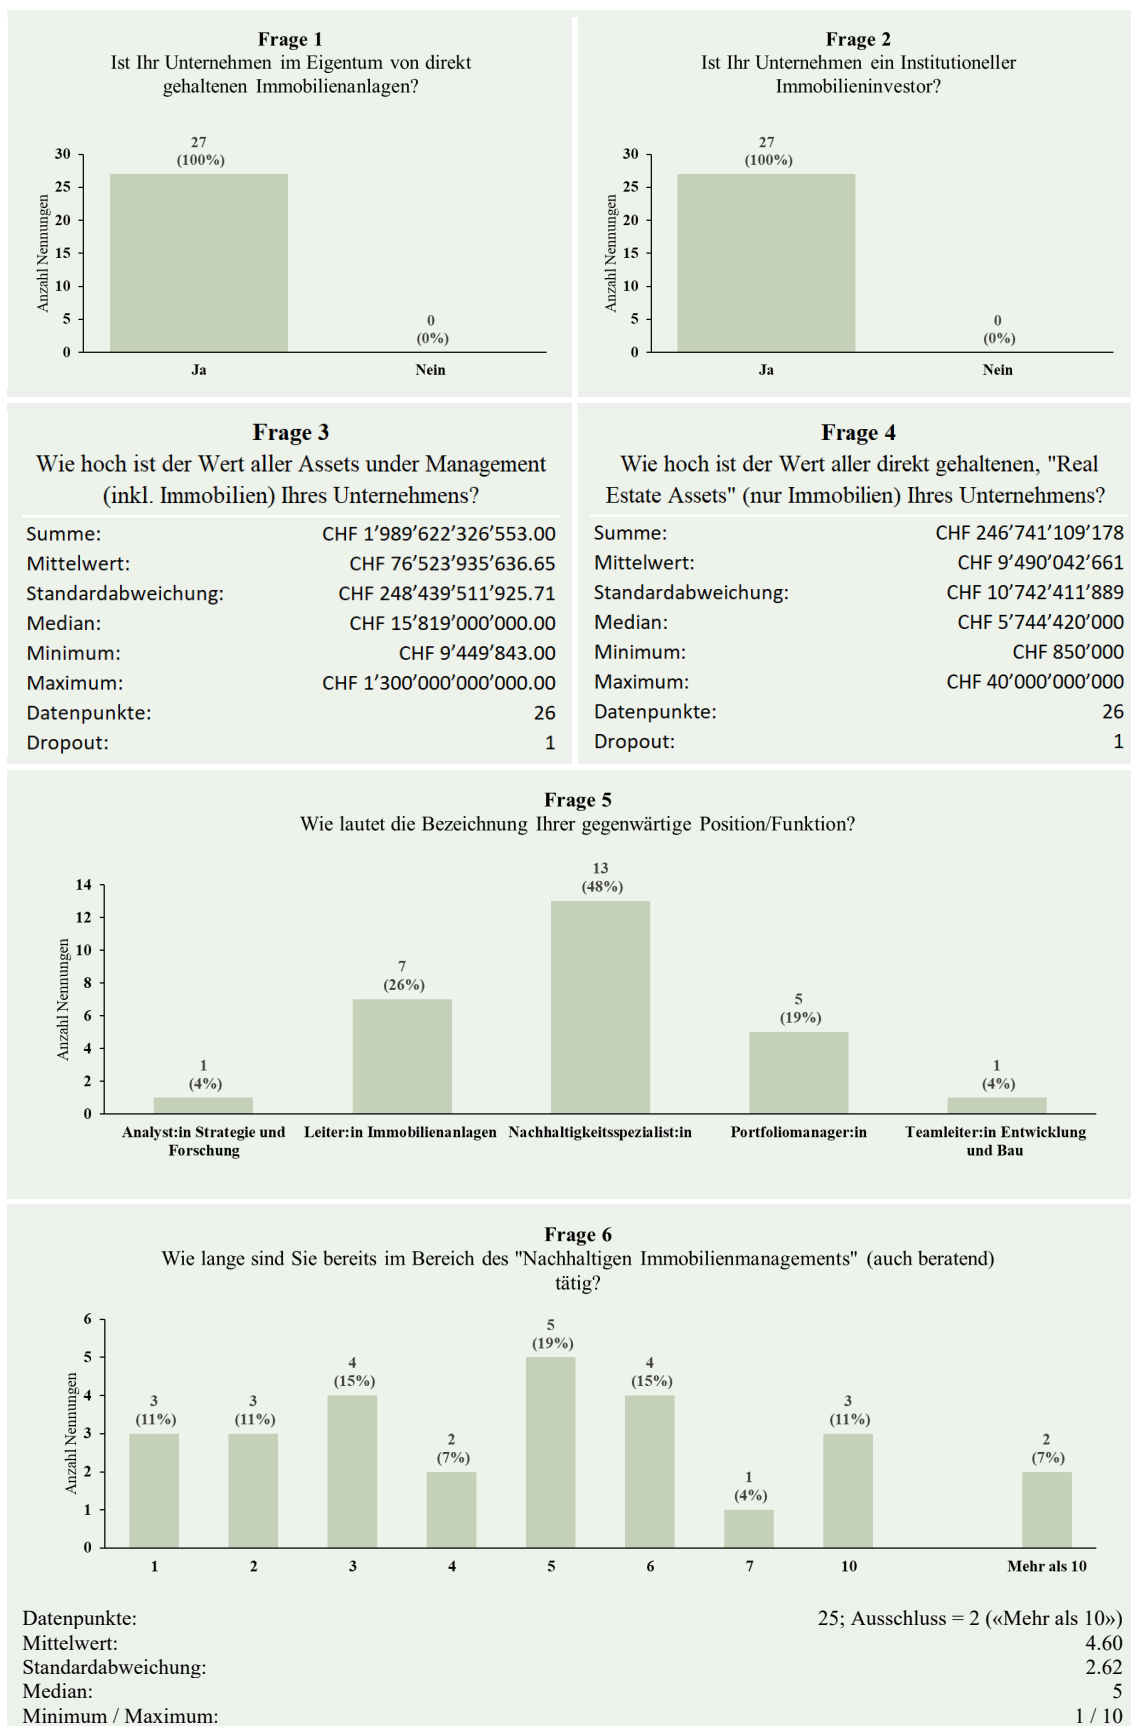 Frage 1
Ist Ihr Unternehmen im Eigentum von direkt
gehaltenen Immobilienanlagen?
27
(100%)
0
(0%)
Anzahl Nennungen
30
25
20
15
10
5
0
Ja
Nein
Frage 2
Ist Ihr Unternehmen ein Institutioneller
Immobilieninvestor?
27
(100%)
0
(0%)
Anzahl Nennungen
30
25
20
15
10
5
0
Ja
Nein
Frage 3
Wie hoch ist der Wert aller Assets under Management
(inkl. Immobilien) Ihres Unternehmens?
Summe: CHF 1’989’622’326’553.00
Mittelwert: CHF 76’523’935’636.65
Standardabweichung: CHF 248’439’511’925.71
Median: CHF 15’819’000’000.00
Minimum: CHF 9’449’843.00
Maximum: CHF 1’300’000’000’000.00
Datenpunkte: 26
Dropout: 1
Frage 4
Wie hoch ist der Wert aller direkt gehaltenen, "Real
Estate Assets" (nur Immobilien) Ihres Unternehmens?
Summe: CHF 246’741’109’178
Mittelwert: CHF 9’490’042’661
Standardabweichung: CHF 10’742’411’889
Median: CHF 5’744’420’000
Minimum: CHF 850’000
Maximum: CHF 40’000’000’000
Datenpunkte: 26
Dropout: 1
Frage 5
Wie lautet die Bezeichnung Ihrer gegenwärtige Position/Funktion?
Anzahl Nennungen
14
12
10
8
6
4
2
0
1
(4%)
7
(26%)
13
(48%)
5
(19%)
1
(4%)
Analyst:in Strategie und
Forschung
Leiter:in Immobilienanlagen
Nachhaltigkeitsspezialist:in
Portfoliomanager:in
Teamleiter:in Entwicklung
und Bau
Frage 6
Wie lange sind Sie bereits im Bereich des "Nachhaltigen Immobilienmanagements" (auch beratend)
tätig?
Anzahl Nennungen
6
5
4
3
2
1
0
3
(11%)
3
(11%)
4
(15%)
2
(7%)
5
(19%)
4
(15%)
1
(4%)
3
(11%)
2
(7%)
1 2 3 4 5 6 7 10 Mehr als 10
Datenpunkte: 25; Ausschluss = 2 («Mehr als 10»)
Mittelwert: 4.60
Standardabweichung: 2.62
Median: 5
Minimum / Maximum: 1 / 10